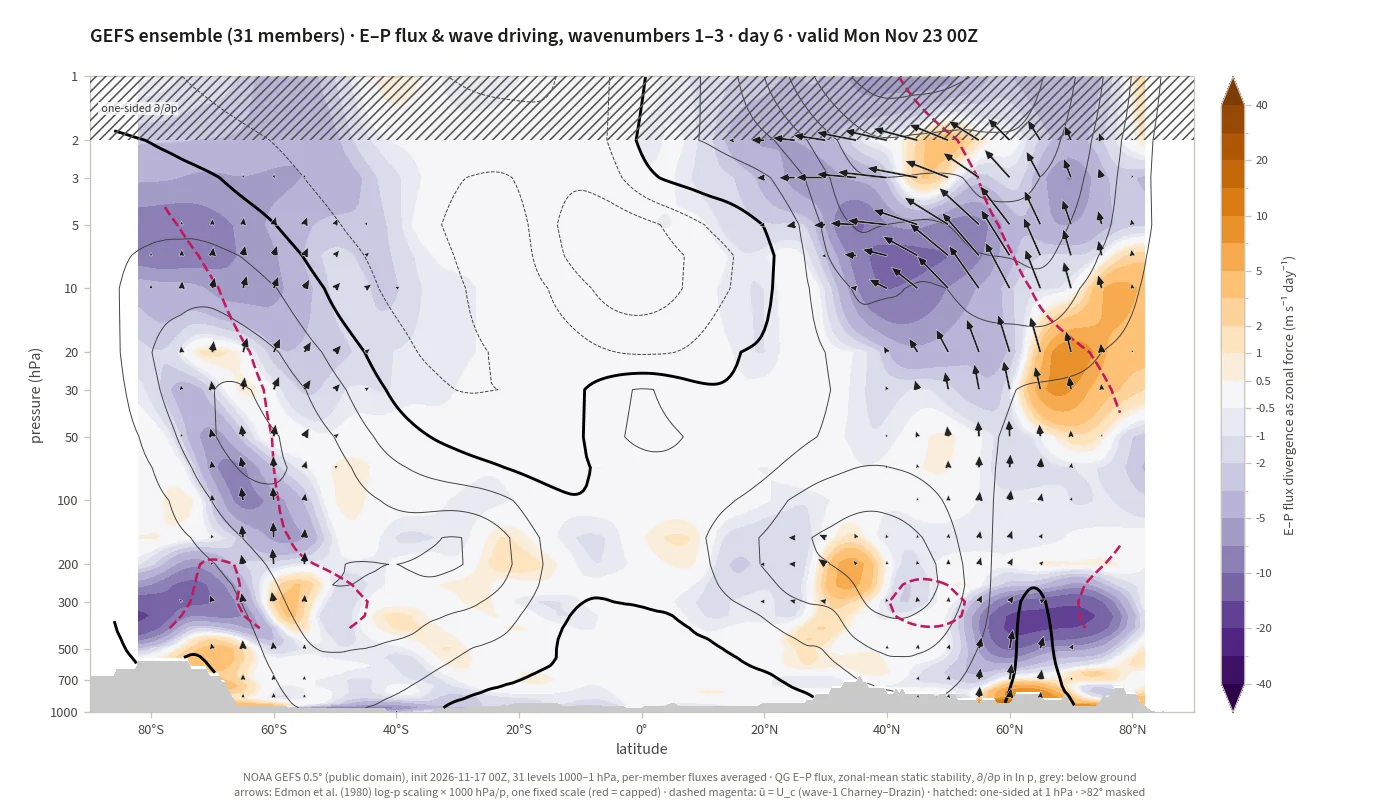 GEFS ensemble (31 members) · E–P flux & wave driving, wavenumbers 1–3 · day 6 · valid Mon Nov 23 00Z
one-sided ∂/∂p
1
2
3
5
10
20
30
50
100
200
300
500
700
1000
pressure (hPa)
80°S
60°S
40°S
20°S
0°
20°N
40°N
60°N
80°N
latitude
40
20
10
5
2
1
0.5
-0.5
-1
-2
-5
-10
-20
-40
E–P flux divergence as zonal force (m s⁻¹ day⁻¹)
NOAA GEFS 0.5° (public domain), init 2026-11-17 00Z, 31 levels 1000–1 hPa, per-member fluxes averaged · QG E–P flux, zonal-mean static stability, ∂/∂p in ln p, grey: below ground
arrows: Edmon et al. (1980) log-p scaling × 1000 hPa/p, one fixed scale (red = capped) · dashed magenta: ū = U_c (wave-1 Charney–Drazin) · hatched: one-sided at 1 hPa · >82° masked